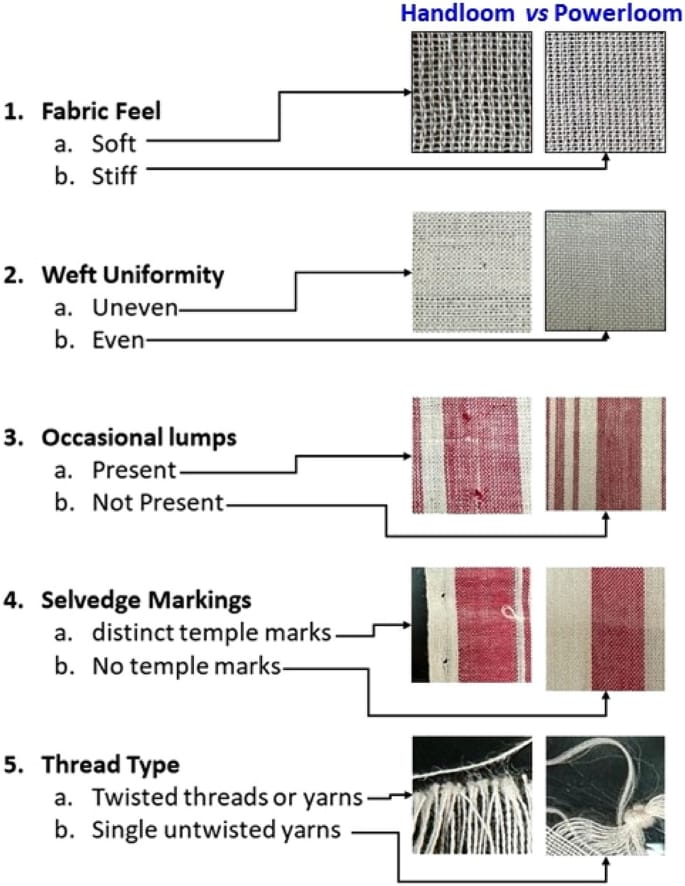 Handloom vs Powerloom
1. Fabric Feel
a. Soft
b. Stiff
2. Weft Uniformity
a. Uneven
b. Even
3. Occasional lumps
a. Present
b. Not Present
4. Selvedge Markings
a. distinct temple marks
b. No temple marks
5. Thread Type
a. Twisted threads or yarns
b. Single untwisted yarns